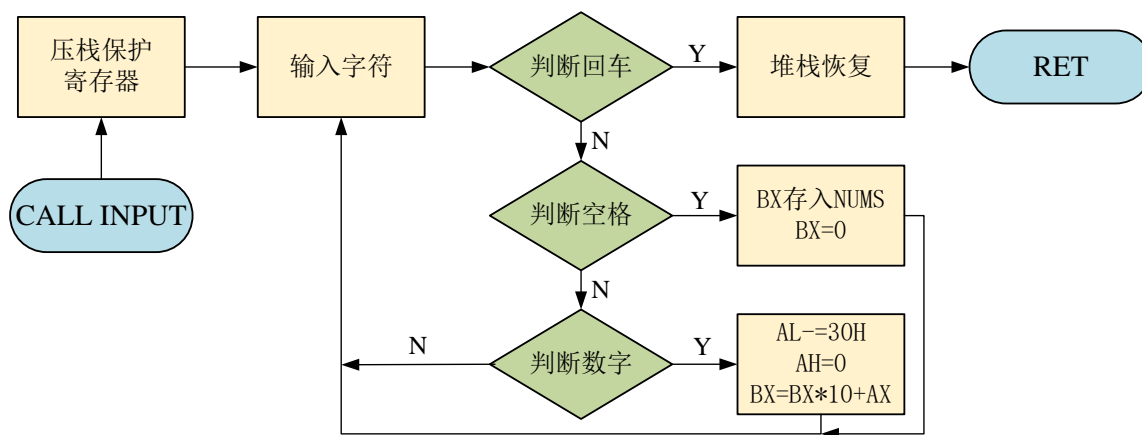 压栈保护
寄存器
输入字符
判断回车
Y
堆栈恢复
RET
N
CALL INPUT
判断空格
Y
BX存入NUMS
BX=0
N
N
判断数字
Y
AL-=30H
AH=0
BX=BX*10+AX